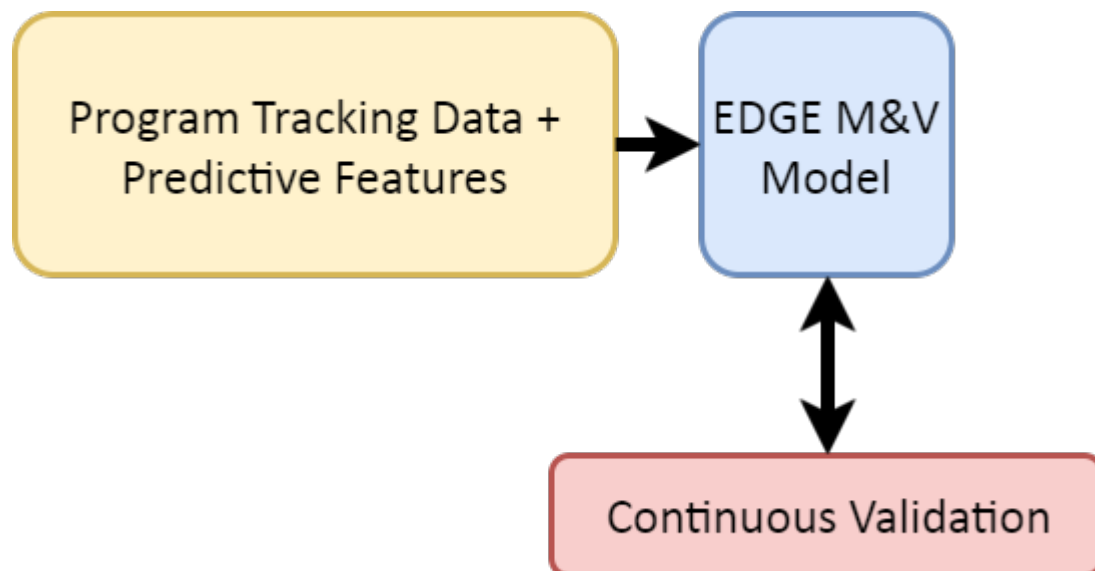 Program Tracking Data +
Predictive Features
EDGE M&V
Model
Continuous Validation